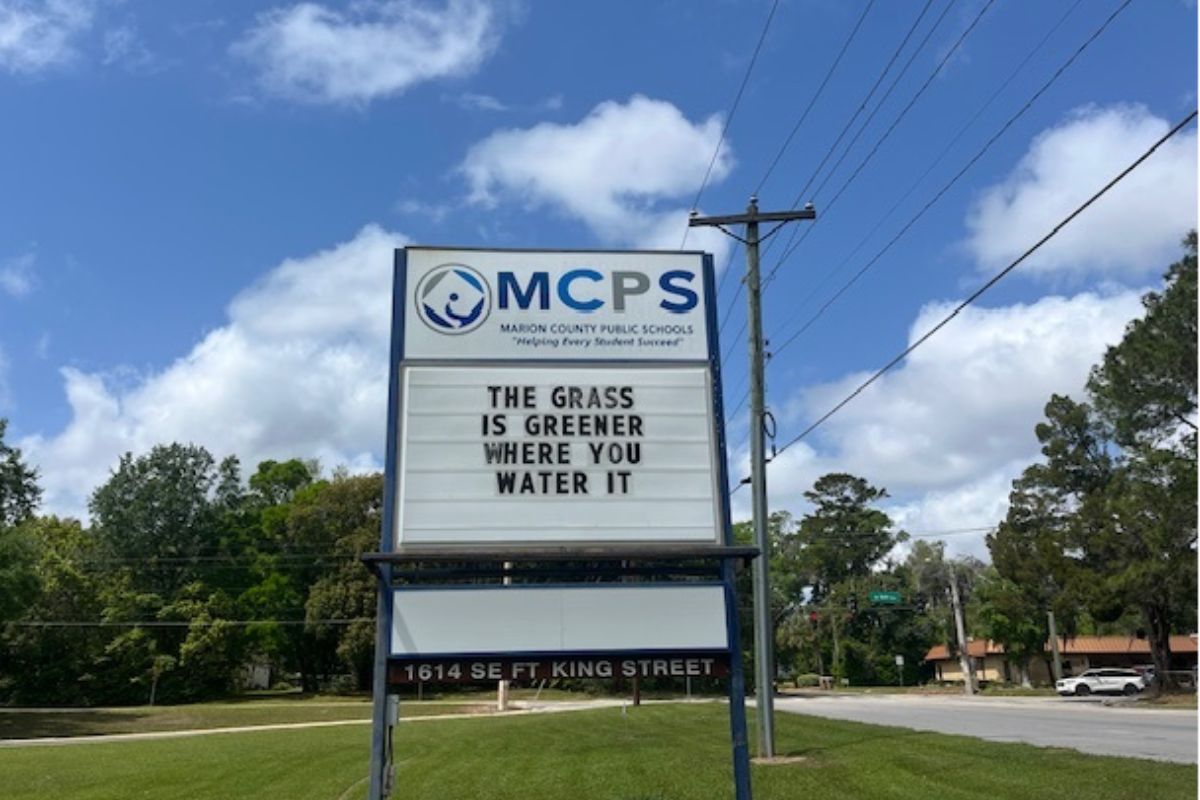 MCPS
MARION COUNTY PUBLIC SCHOOLS
"Helping Every Student Succeed"
THE GRASS
IS GREENER
WHERE YOU
WATER IT
1614 SE FT KING STREET